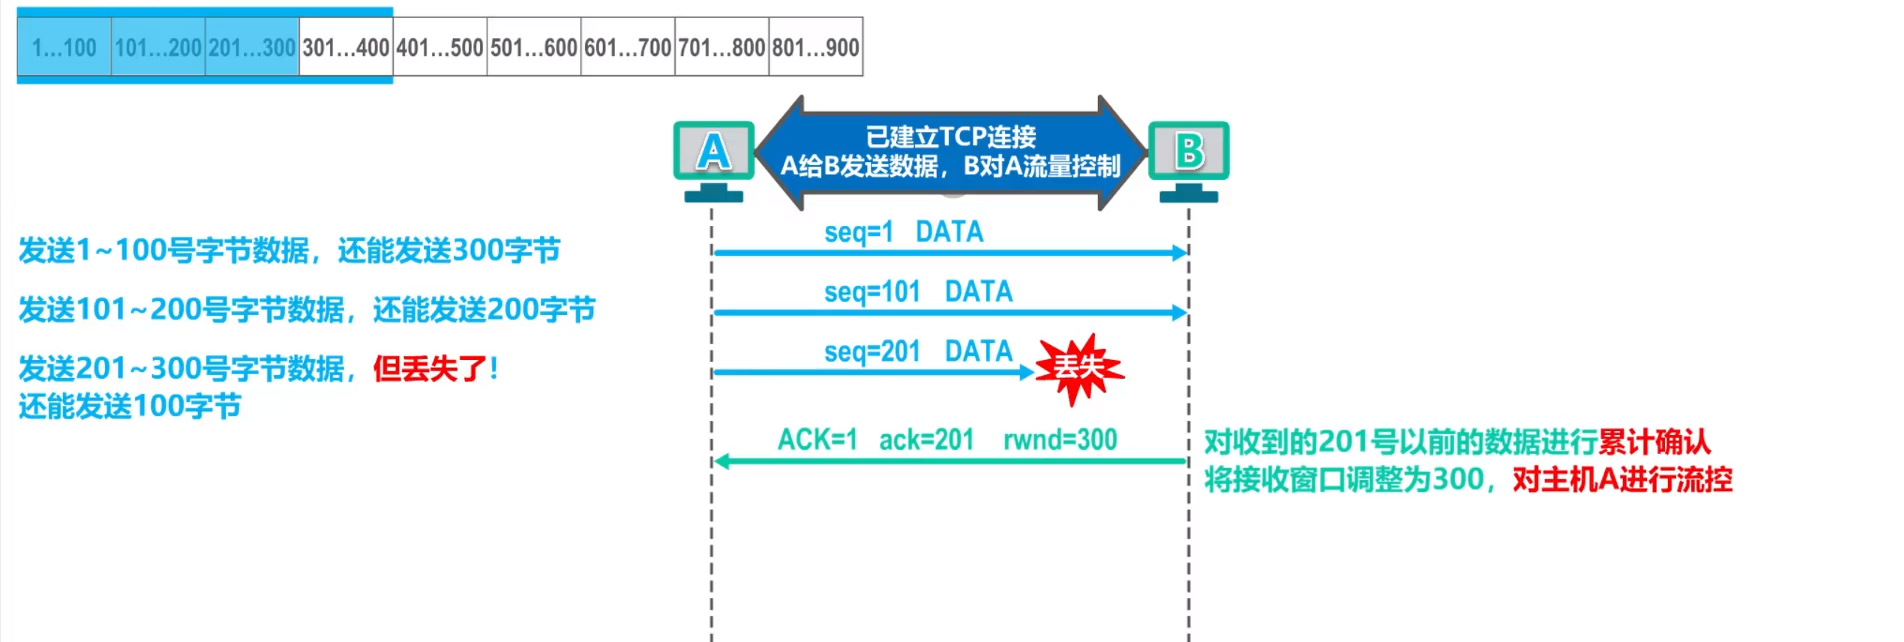 1…100 101…200 201…300 301…400 401…500 501…600 601…700 701…800 801…900
已建立TCP连接
A给B发送数据，B对A流量控制
A
B
seq=1 DATA
发送1~100号字节数据，还能发送300字节
seq=101 DATA
发送101~200号字节数据，还能发送200字节
seq=201 DATA
丢失
发送201~300号字节数据，但丢失了！
还能发送100字节
ACK=1 ack=201 rwnd=300
对收到的201号以前的数据进行累计确认
将接收窗口调整为300，对主机A进行流控